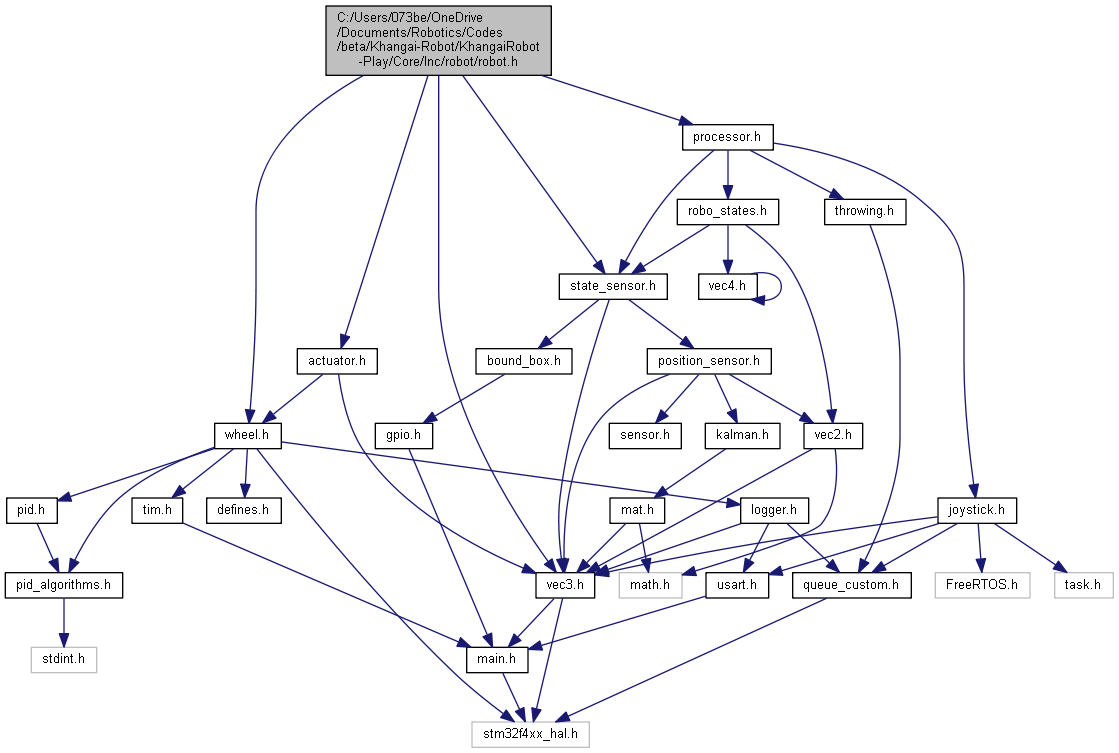 C:/Users/073be/OneDrive
/Documents/Robotics/Codes
/beta/Khangai-Robot/KhangaiRobot
-Play/Core/Inc/robot/robot.h
processor.h
robo_states.h
throwing.h
state_sensor.h
vec4.h
actuator.h
bound_box.h
position_sensor.h
wheel.h
gpio.h
sensor.h
kalman.h
vec2.h
pid.h
tim.h
defines.h
mat.h
logger.h
joystick.h
pid_algorithms.h
vec3.h
math.h
usart.h
queue_custom.h
FreeRTOS.h
task.h
stdint.h
main.h
stm32f4xx_hal.h